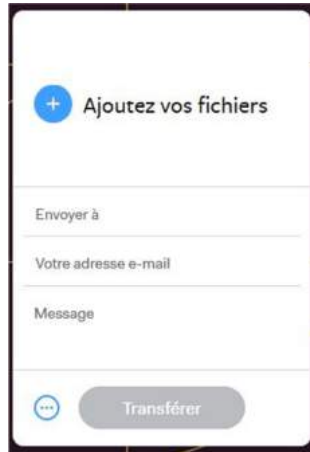 Ajoutez vos fichiers
Envoyer à
Votre adresse e-mail
Message
Transférer